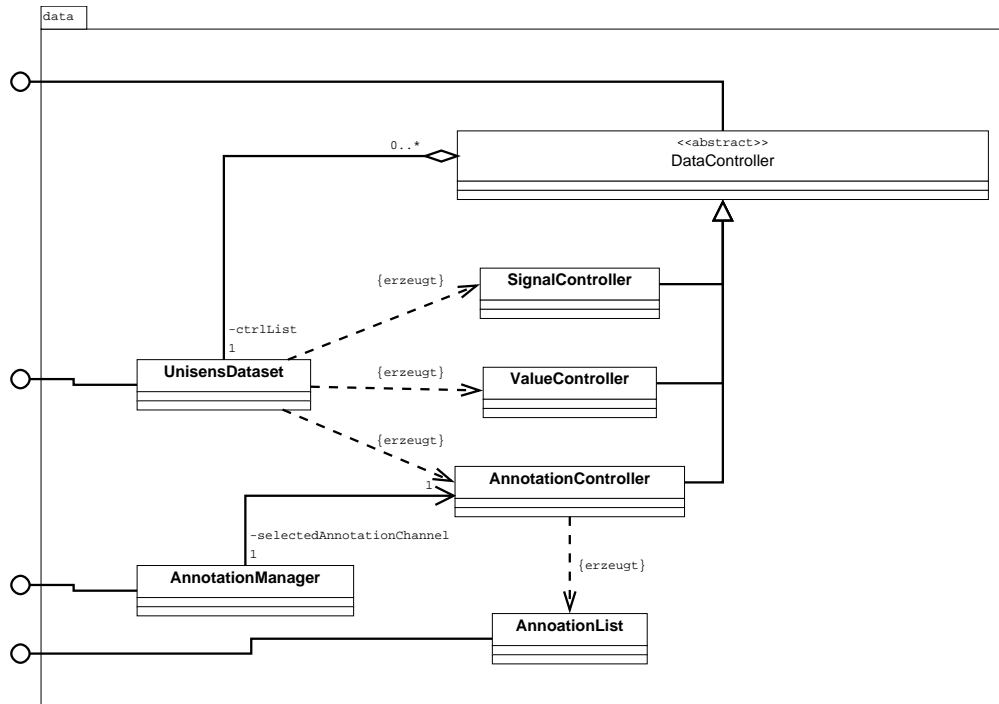 data
<<abstract>>
DataController
0..*
{erzeugt}
SignalController
-ctrlList
1
UnisensDataset
{erzeugt}
ValueController
{erzeugt}
AnnotationController
1
-selectedAnnotationChannel
1
AnnotationManager
{erzeugt}
AnnoationList